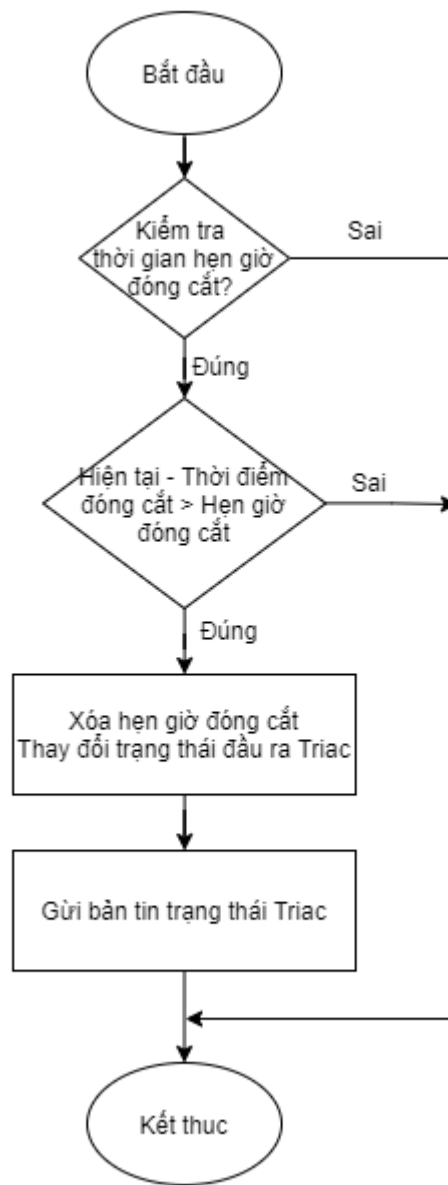 Bắt đầu
Kiểm tra
thời gian hẹn giờ
đóng cắt?
Sai
Đúng
Hiện tại - Thời điểm
đóng cắt > Hẹn giờ
đóng cắt
Sai
Đúng
Xóa hẹn giờ đóng cắt
Thay đổi trạng thái đầu ra Triac
Gửi bản tin trạng thái Triac
Kết thuc